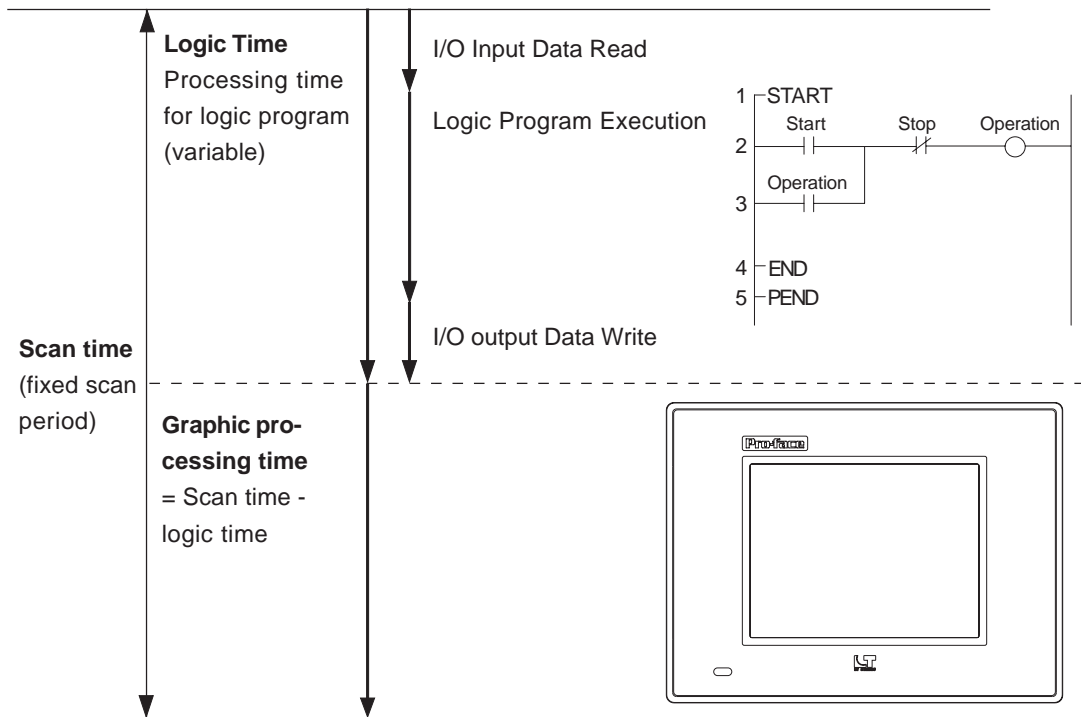 Logic Time
Processing time
for logic program
(variable)
I/O Input Data Read
Logic Program Execution
I/O output Data Write
1 START
Start Stop Operation
2
Operation
3
4 END
5 PEND
Scan time
(fixed scan
period)
Graphic pro-
cessing time
= Scan time -
logic time
Pro-face
LT